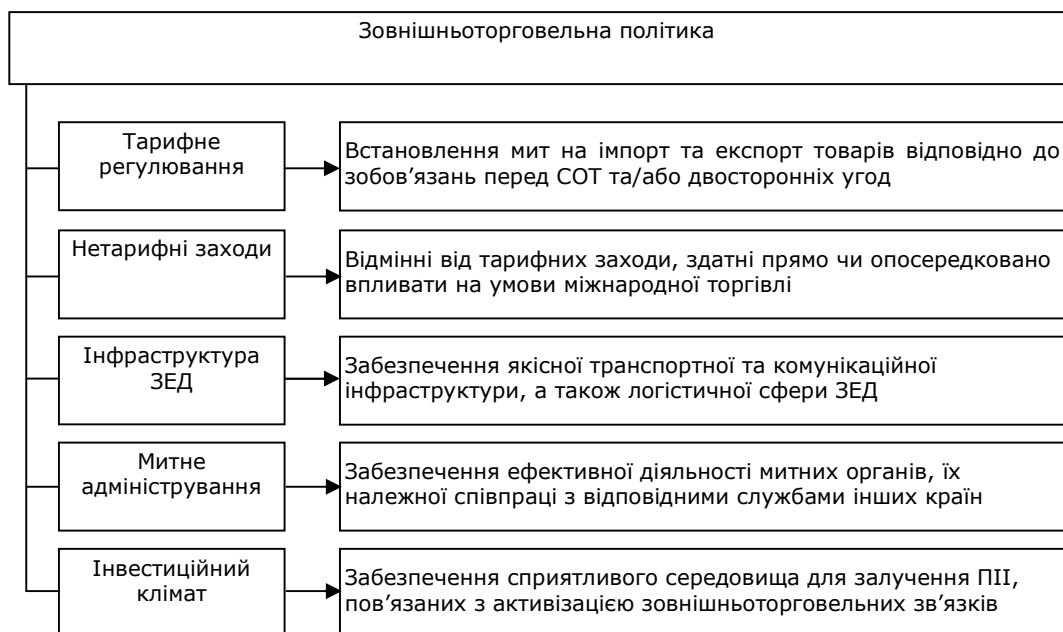 Зовнішньоторговельна політика
Тарифне
регулювання
Встановлення мит на імпорт та експорт товарів відповідно до
зобов’язань перед СОТ та/або двосторонніх угод
Нетарифні заходи
Відмінні від тарифних заходи, здатні прямо чи опосередковано
впливати на умови міжнародної торгівлі
Інфраструктура
ЗЕД
Забезпечення якісної транспортної та комунікаційної
інфраструктури, а також логістичної сфери ЗЕД
Митне
адміністрування
Забезпечення ефективної діяльності митних органів, їх
належної співпраці з відповідними службами інших країн
Інвестиційний
клімат
Забезпечення сприятливого середовища для залучення ПІІ,
пов’язаних з активізацією зовнішньоторговельних зв’язків